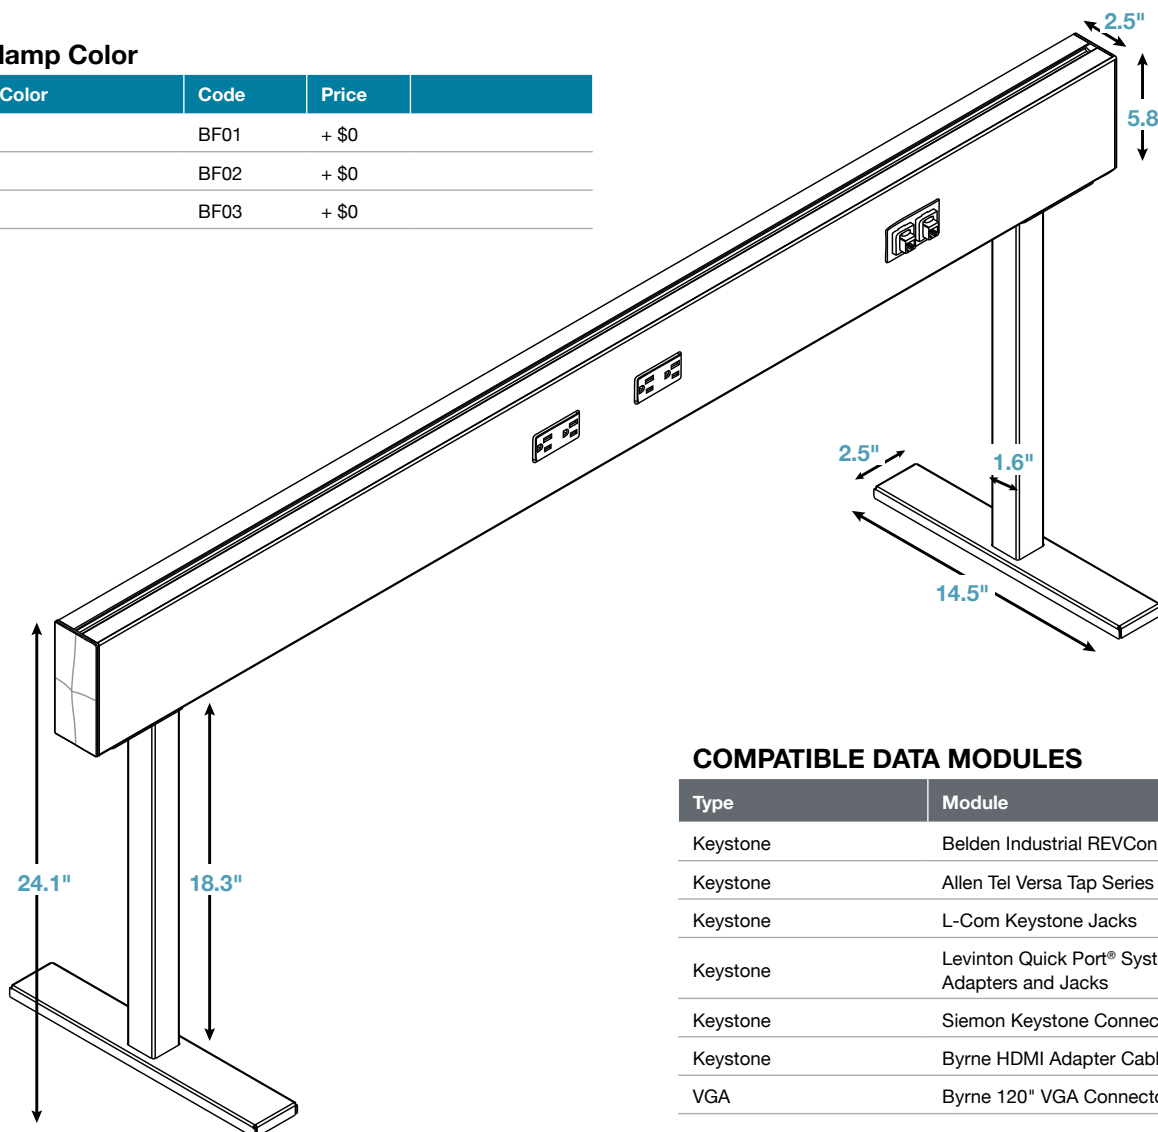 lamp Color
Color Code Price
BF01 + $0
BF02 + $0
BF03 + $0
2.5"
5.8
2.5"
1.6"
14.5"
24.1"
18.3"
COMPATIBLE DATA MODULES
Type Module
Keystone Belden Industrial REVCon
Keystone Allen Tel Versa Tap Series
Keystone L-Com Keystone Jacks
Keystone Levinton Quick Port® Syst
Adapters and Jacks
Keystone Siemon Keystone Connec
Keystone Byrne HDMI Adapter Cabl
VGA Byrne 120" VGA Connecto